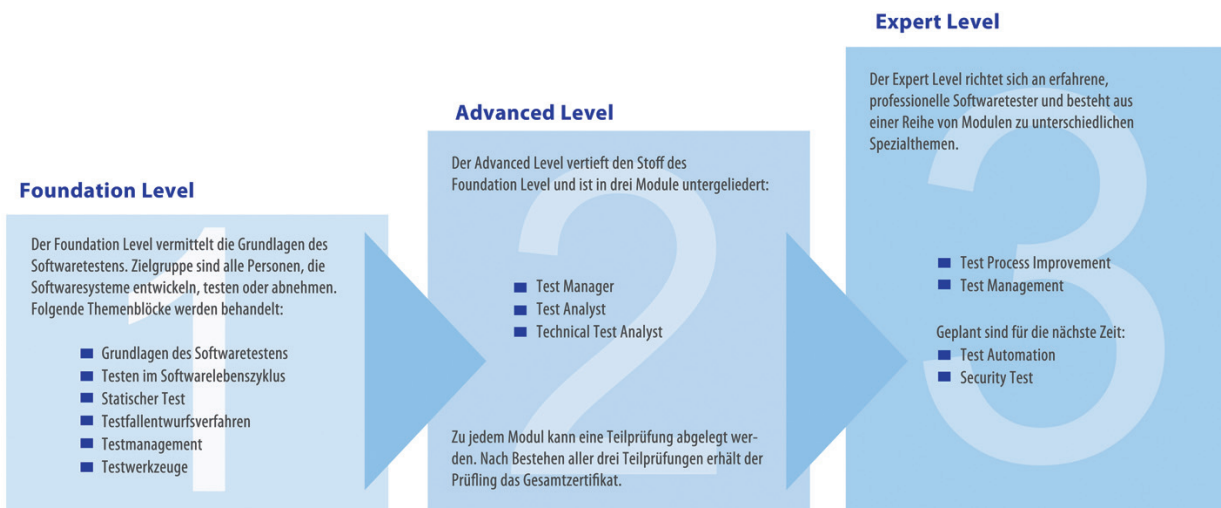 Foundation Level
1
Der Foundation Level vermittelt die Grundlagen des
Softwaretestens. Zielgruppe sind alle Personen, die
Softwaresysteme entwickeln, testen oder abnehmen.
Folgende Themenblöcke werden behandelt:
Grundlagen des Softwaretestens
Testen im Softwarelebenszyklus
Statischer Test
Testfallentwurfsverfahren
Testmanagement
Testwerkzeuge
Advanced Level
2
Der Advanced Level vertieft den Stoff des
Foundation Level und ist in drei Module untergeliedert:
Test Manager
Test Analyst
Technical Test Analyst
Zu jedem Modul kann eine Teilprüfung abgelegt wer-
den. Nach Bestehen aller drei Teilprüfungen erhält der
Prüfling das Gesamtzertifikat.
Expert Level
3
Der Expert Level richtet sich an erfahrene,
professionelle Softwaretester und besteht aus
einer Reihe von Modulen zu unterschiedlichen
Spezialthemen.
Test Process Improvement
Test Management
Geplant sind für die nächste Zeit:
Test Automation
Security Test